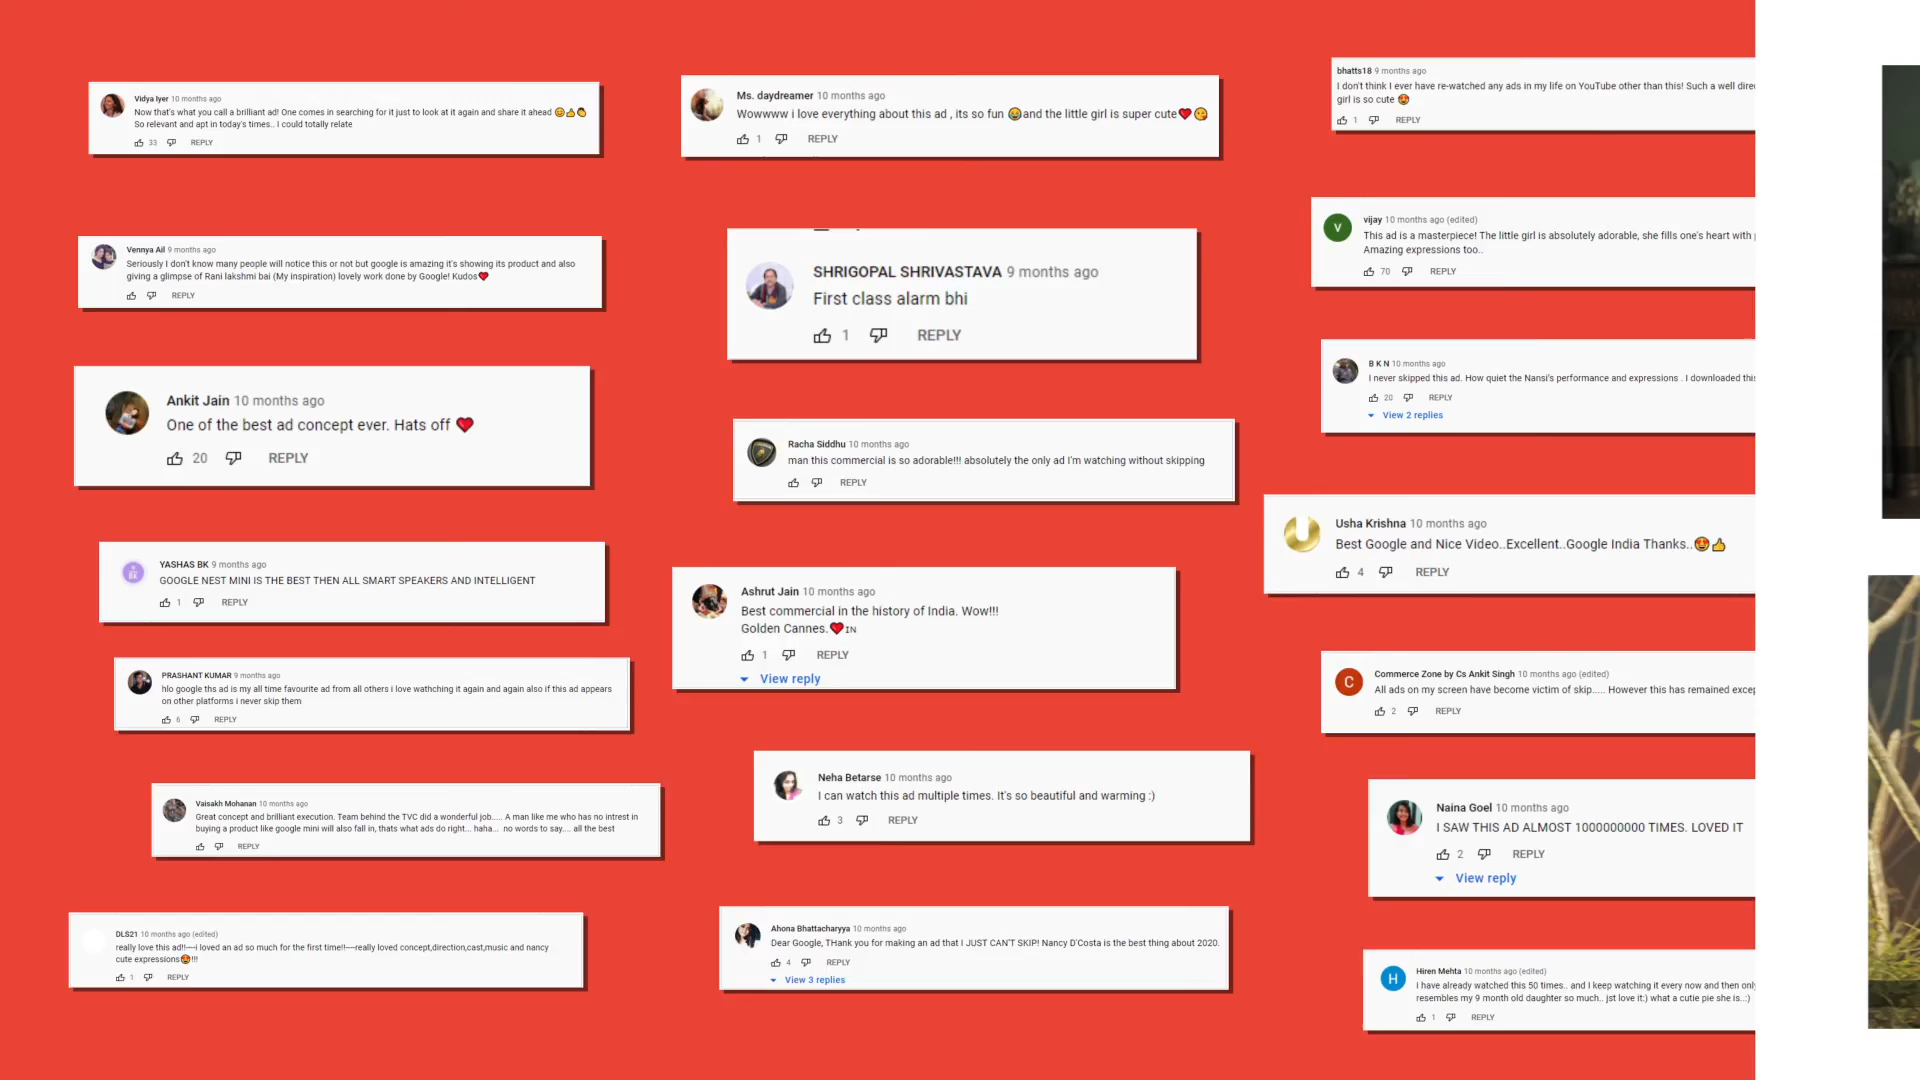 Vidya Iyer 10 months ago
Now that's what you call a brilliant ad! One comes in searching for it just to look at it again and share it ahead 😊👍👏
So relevant and apt in today's times.. I could totally relate
33 REPLY
Vennya Ail 9 months ago
Seriously I don't know many people will notice this or not but google is amazing it's showing its product and also
giving a glimpse of Rani lakshmi bai (My inspiration) lovely work done by Google! Kudos❤
REPLY
Ankit Jain 10 months ago
One of the best ad concept ever. Hats off ❤
20 REPLY
BK
YASHAS BK 9 months ago
GOOGLE NEST MINI IS THE BEST THEN ALL SMART SPEAKERS AND INTELLIGENT
1 REPLY
PRASHANT KUMAR 9 months ago
hlo google ths ad is my all time favourite ad from all others i love wathching it again and again also if this ad appears
on other platforms i never skip them
6 REPLY
Vaisakh Mohanan 10 months ago
Great concept and brilliant execution. Team behind the TVC did a wonderful job..... A man like me who has no intrest in
buying a product like google mini will also fall in, thats what ads do right... haha... no words to say.... all the best
REPLY
DLS21 10 months ago (edited)
really love this ad!!—i loved an ad so much for the first time!!—really loved concept,direction,cast,music and nancy
cute expressions😍!!!
1 REPLY
Ms. daydreamer 10 months ago
Wowwww i love everything about this ad , its so fun 😂and the little girl is super cute❤😘
1 REPLY
SHRIGOPAL SHRIVASTAVA 9 months ago
First class alarm bhi
1 REPLY
Racha Siddhu 10 months ago
man this commercial is so adorable!!! absolutely the only ad I'm watching without skipping
REPLY
Ashrut Jain 10 months ago
Best commercial in the history of India. Wow!!!
Golden Cannes.❤IN
1 REPLY
View reply
Neha Betarse 10 months ago
I can watch this ad multiple times. It's so beautiful and warming :)
3 REPLY
Ahona Bhattacharyya 10 months ago
Dear Google, THank you for making an ad that I JUST CAN'T SKIP! Nancy D'Costa is the best thing about 2020.
4 REPLY
View 3 replies
bhatts18 9 months ago
I don't think I ever have re-watched any ads in my life on YouTube other than this! Such a well
girl is so cute 😍
1 REPLY
V
vijay 10 months ago (edited)
This ad is a masterpiece! The little girl is absolutely adorable, she fills one's heart with
Amazing expressions too..
70 REPLY
B K N 10 months ago
I never skipped this ad. How quiet the Nansi's performance and expressions . I downloaded
20 REPLY
View 2 replies
Usha Krishna 10 months ago
Best Google and Nice Video..Excellent..Google India Thanks..😍👍
4 REPLY
C
Commerce Zone by Cs Ankit Singh 10 months ago (edited)
All ads on my screen have become victim of skip..... However this has remained
2 REPLY
Naina Goel 10 months ago
I SAW THIS AD ALMOST 1000000000 TIMES. LOVED IT
2 REPLY
View reply
H
Hiren Mehta 10 months ago (edited)
I have already watched this 50 times.. and I keep watching it every now and then
resembles my 9 month old daughter so much.. jst love it:) what a cutie pie she is..:)
1 REPLY